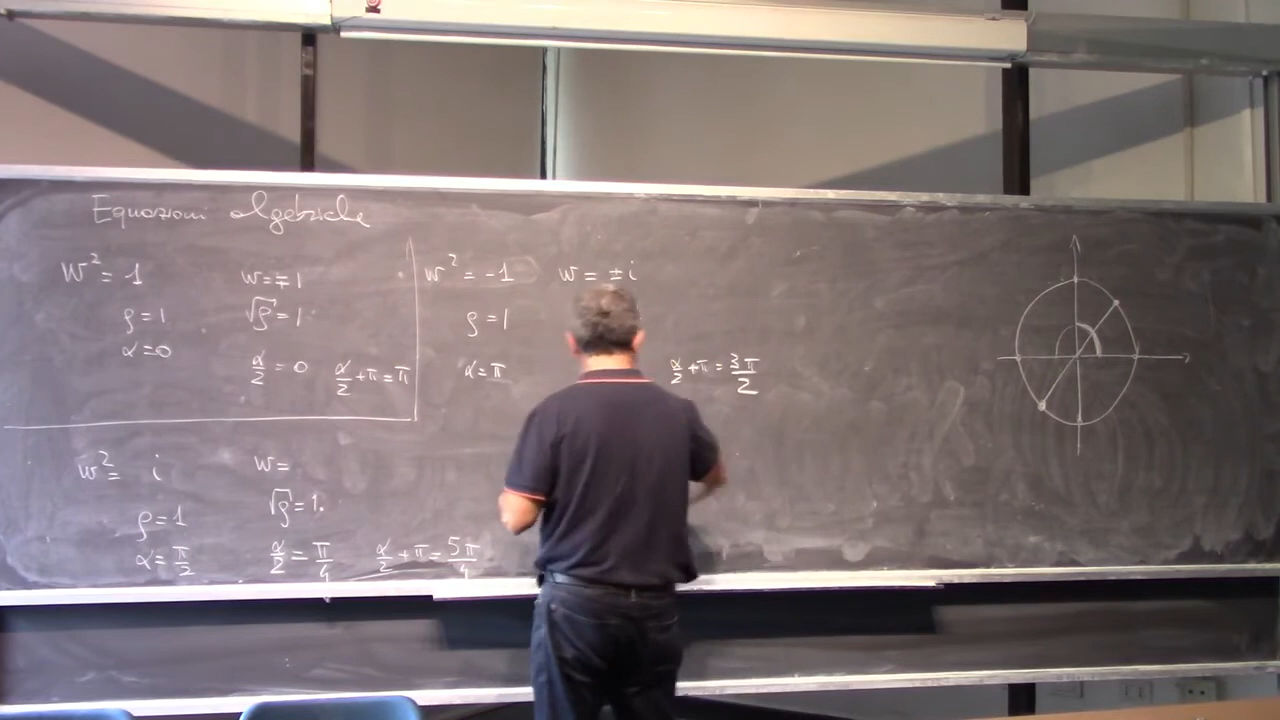 Equazioni algebriche
w² = 1 w = ∓1
ρ = 1 √ρ = 1
α = 0 α/2 = 0 α/2 + π = π
w² = -1 w = ±i
ρ = 1
α = π α/2 + π = 3π/2
w² = i w =
ρ = 1 √ρ = 1.
α = π/2 α/2 = π/4 α/2 + π = 5π/4